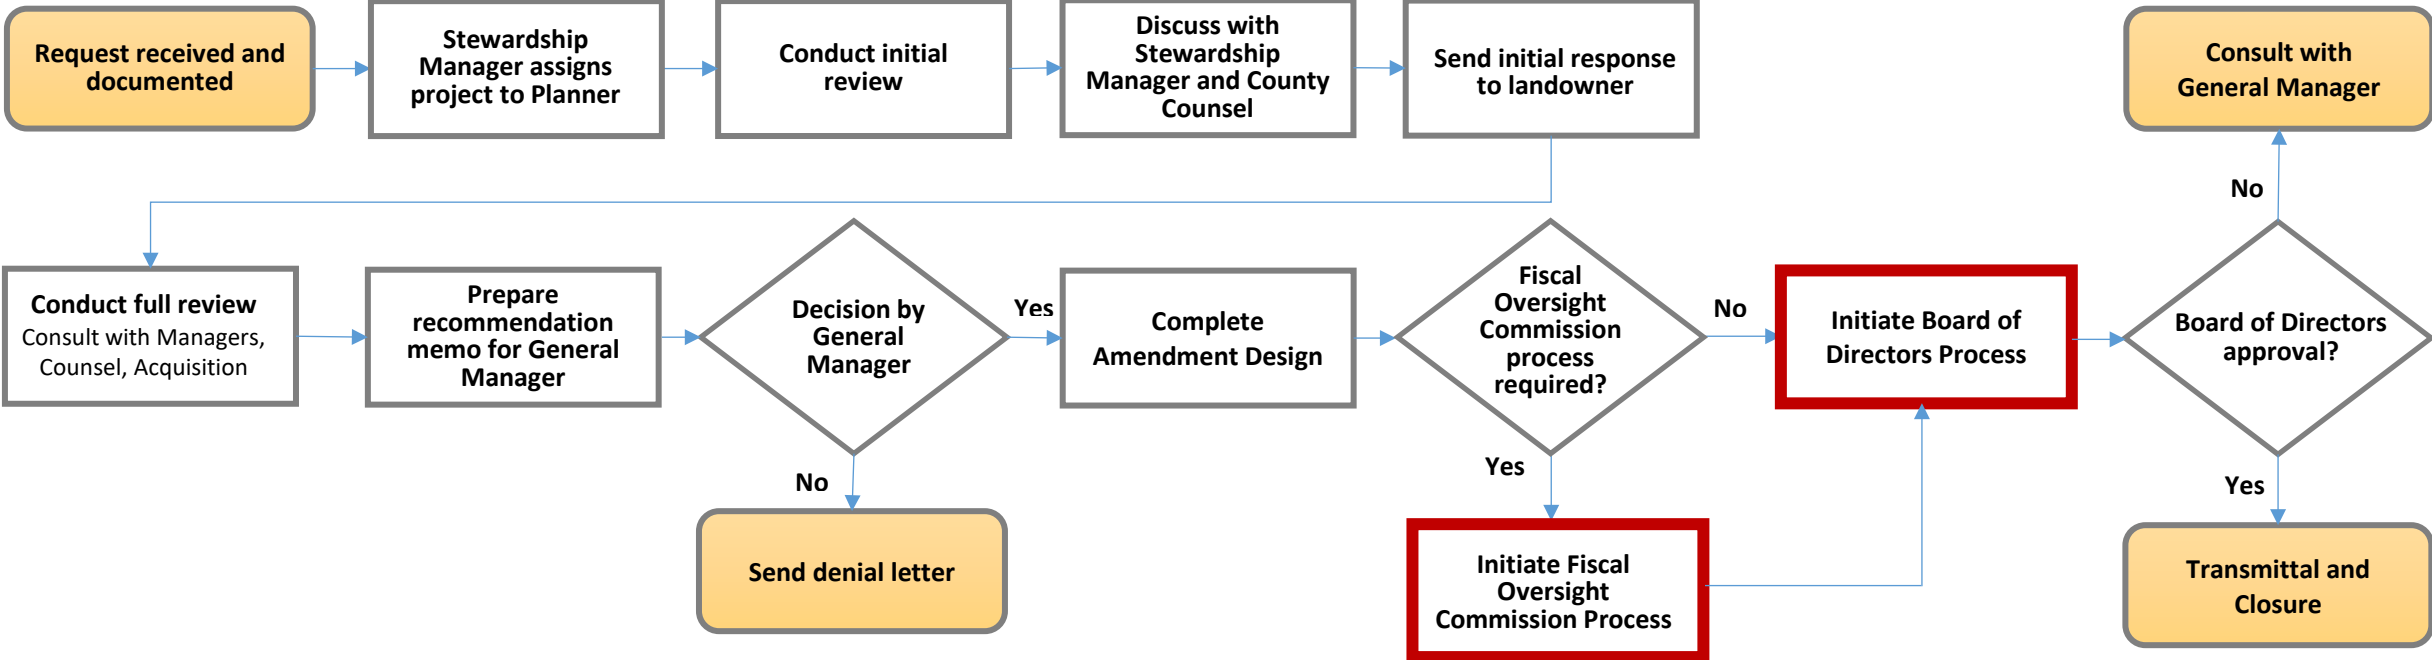 Request received and
documented
Stewardship
Manager assigns
project to Planner
Conduct initial
review
Discuss with
Stewardship
Manager and County
Counsel
Send initial response
to landowner
Consult with
General Manager
No
Conduct full review
Consult with Managers,
Counsel, Acquisition
Prepare
recommendation
memo for General
Manager
Decision by
General
Manager
Yes
Complete
Amendment Design
Fiscal
Oversight
Commission
process
required?
No
Initiate Board of
Directors Process
Board of Directors
approval?
No
Send denial letter
Yes
Initiate Fiscal
Oversight
Commission Process
Yes
Transmittal and
Closure